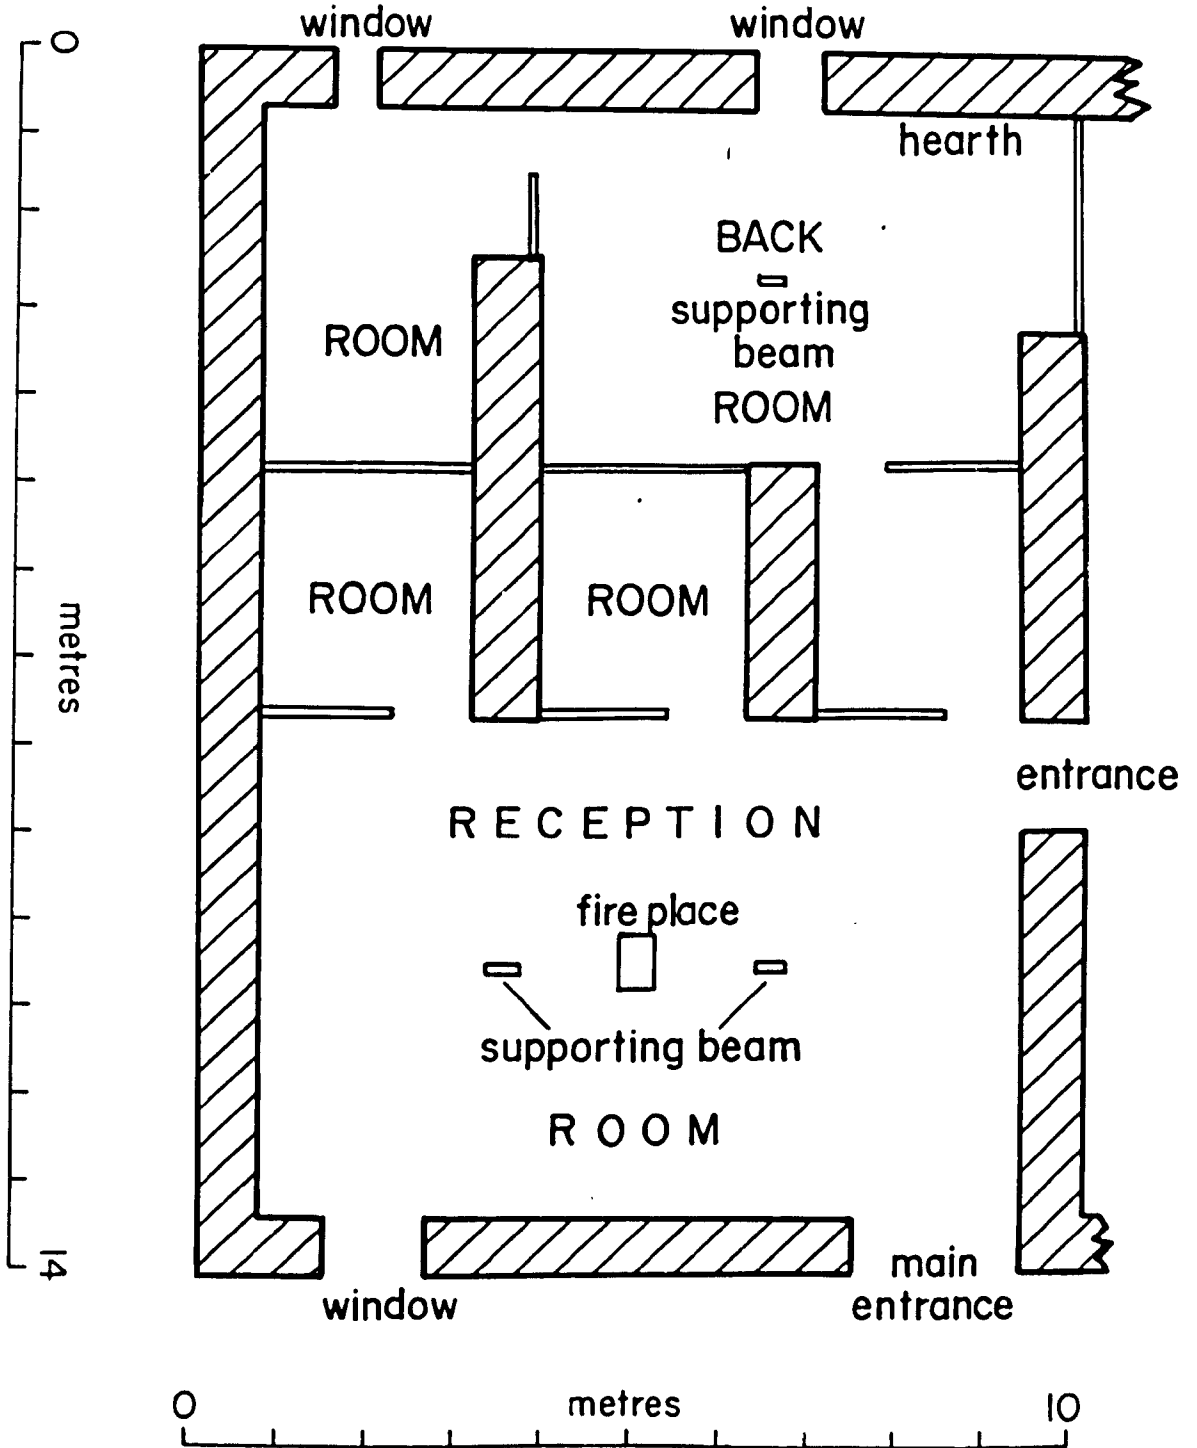 window window
0
hearth
BACK
supporting
beam
ROOM
ROOM
ROOM ROOM
metres
entrance
RECEPTION
fire place
supporting beam
ROOM
14
main
entrance
window
0 metres 10